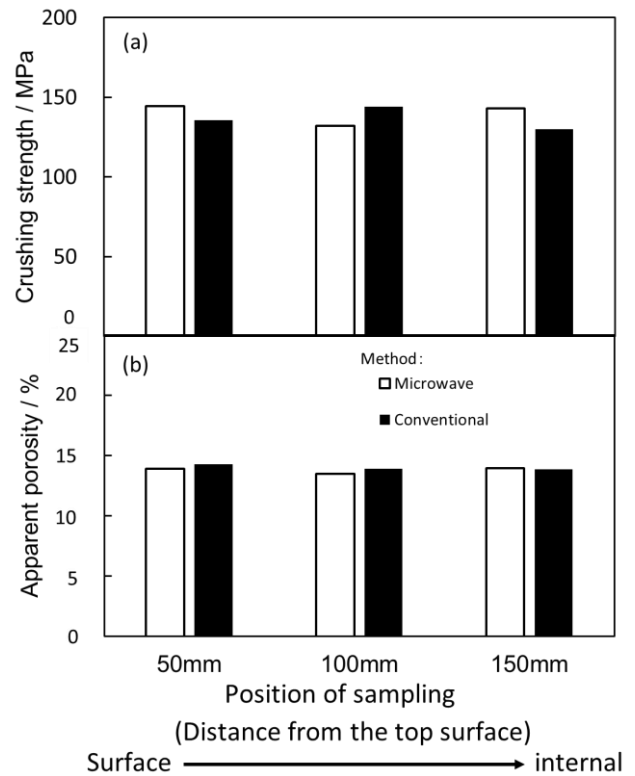 200
150
100
50
0
Crushing strength / MPa
(a)
25
20
15
10
5
0
Apparent porosity / %
(b)
Method :
Microwave
Conventional
50mm 100mm 150mm
Position of sampling
(Distance from the top surface)
Surface internal